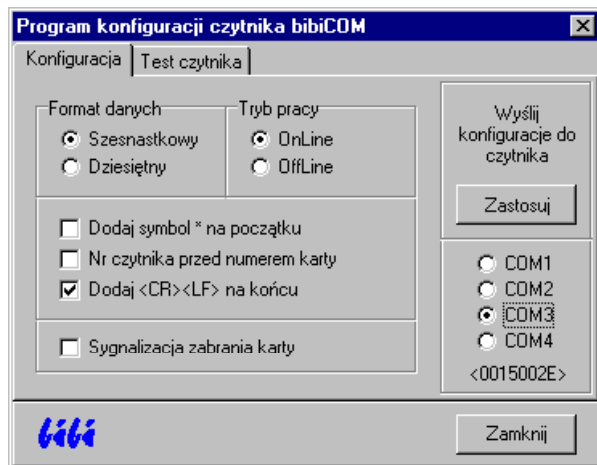 Program konfiguracji czytnika bibiCOM
Konfiguracja
Test czytnika
Format danych
Szesnastkowy
Dziesiętny
Tryb pracy
OnLine
OffLine
Dodaj symbol * na początku
Nr czytnika przed numerem karty
Dodaj <CR><LF> na końcu
Sygnalizacja zabrania karty
Wyślij
konfiguracje do
czytnika
Zastosuj
COM1
COM2
COM3
COM4
<0015002E>
bibi
Zamknij